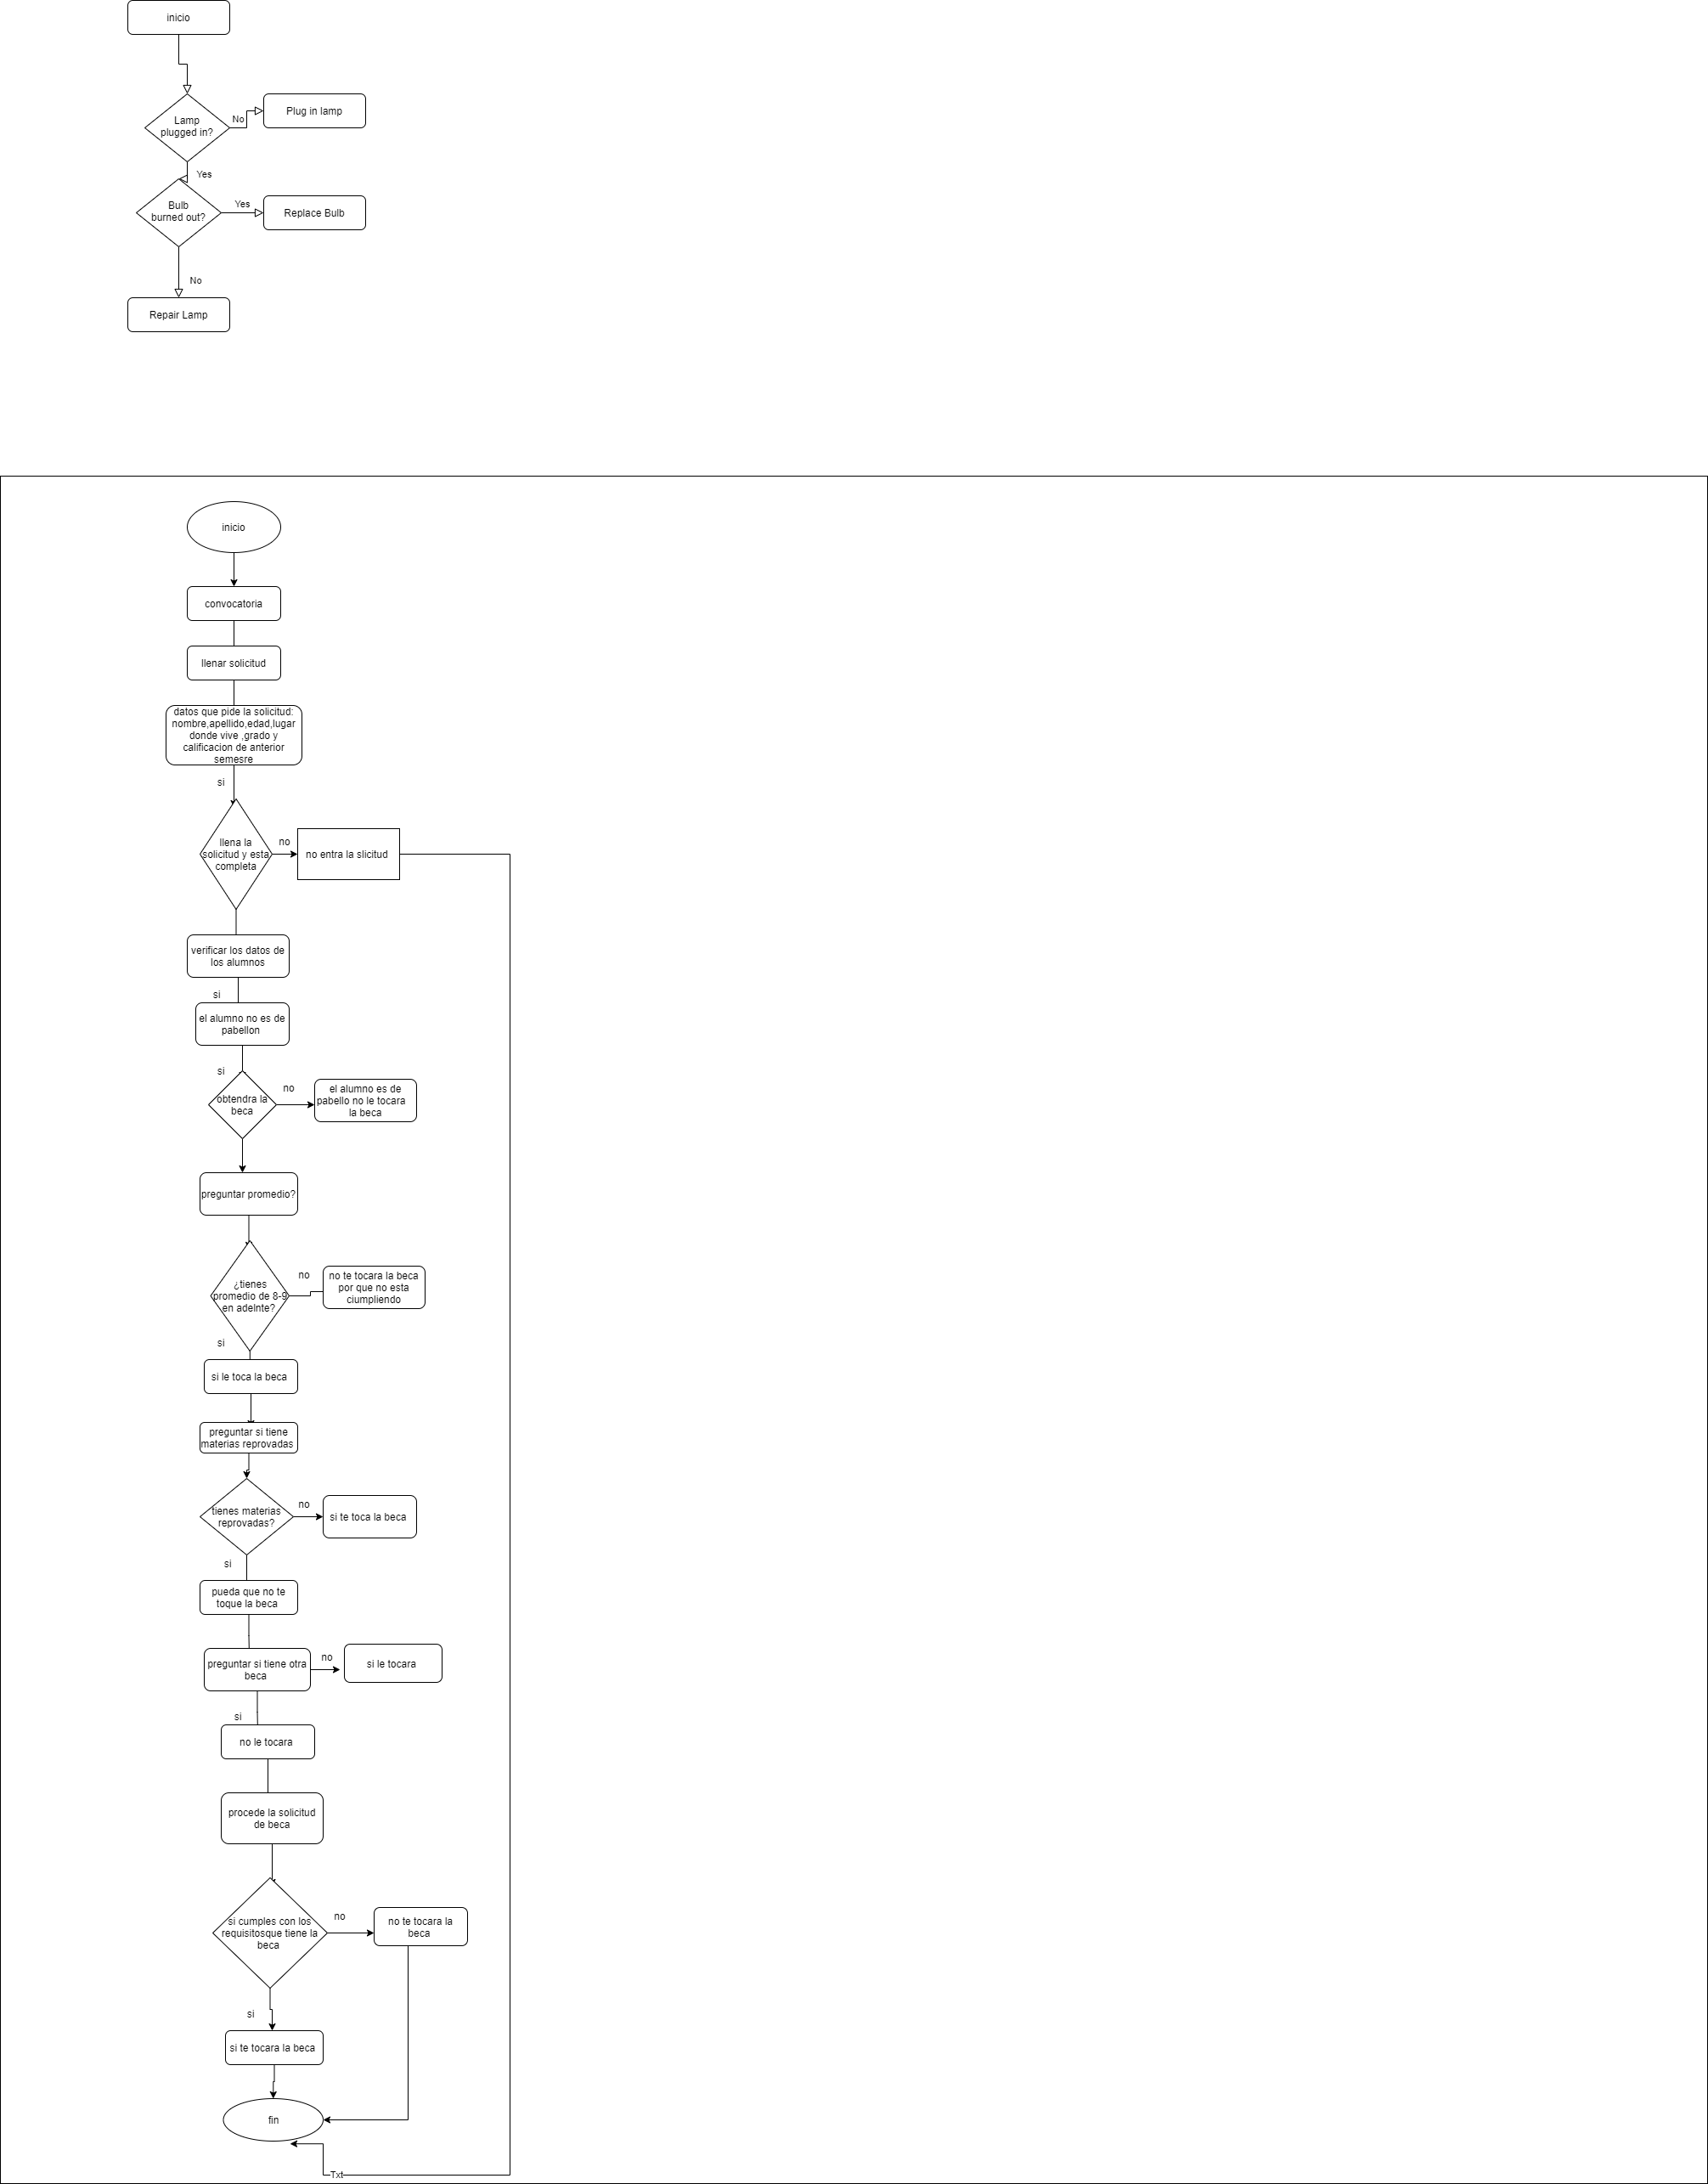 inicio
Lamp
plugged in?
No
Plug in lamp
Yes
Bulb
burned out?
Yes
Replace Bulb
No
Repair Lamp
inicio
convocatoria
llenar solicitud
datos que pide la solicitud:
nombre,apellido,edad,lugar
donde vive ,grado y
calificacion de anterior
semesre
si
llena la
solicitud y esta
completa
no
no entra la slicitud
verificar los datos de
los alumnos
si
el alumno no es de
pabellon
si
obtendra la
beca
no
el alumno es de
pabello no le tocara
la beca
preguntar promedio?
¿tienes
promedio de 8-9
en adelnte?
no
no te tocara la beca
por que no esta
ciumpliendo
si
si le toca la beca
preguntar si tiene
materias reprovadas
tienes materias
reprovadas?
no
si te toca la beca
si
pueda que no te
toque la beca
preguntar si tiene otra
beca
no
si le tocara
si
no le tocara
procede la solicitud
de beca
si cumples con los
requisitosque tiene la
beca
no
no te tocara la
beca
si
si te tocara la beca
fin
Txt